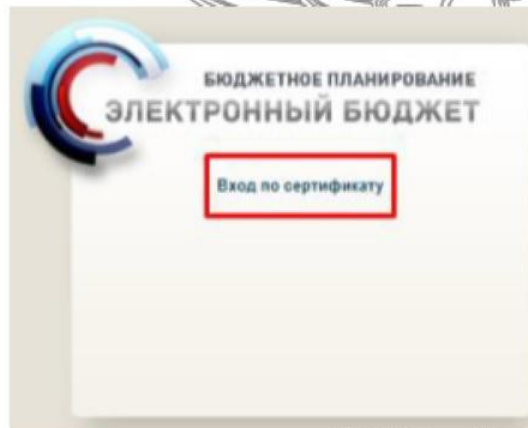 БЮДЖЕТНОЕ ПЛАНИРОВАНИЕ
ЭЛЕКТРОННЫЙ БЮДЖЕТ
Вход по сертификату